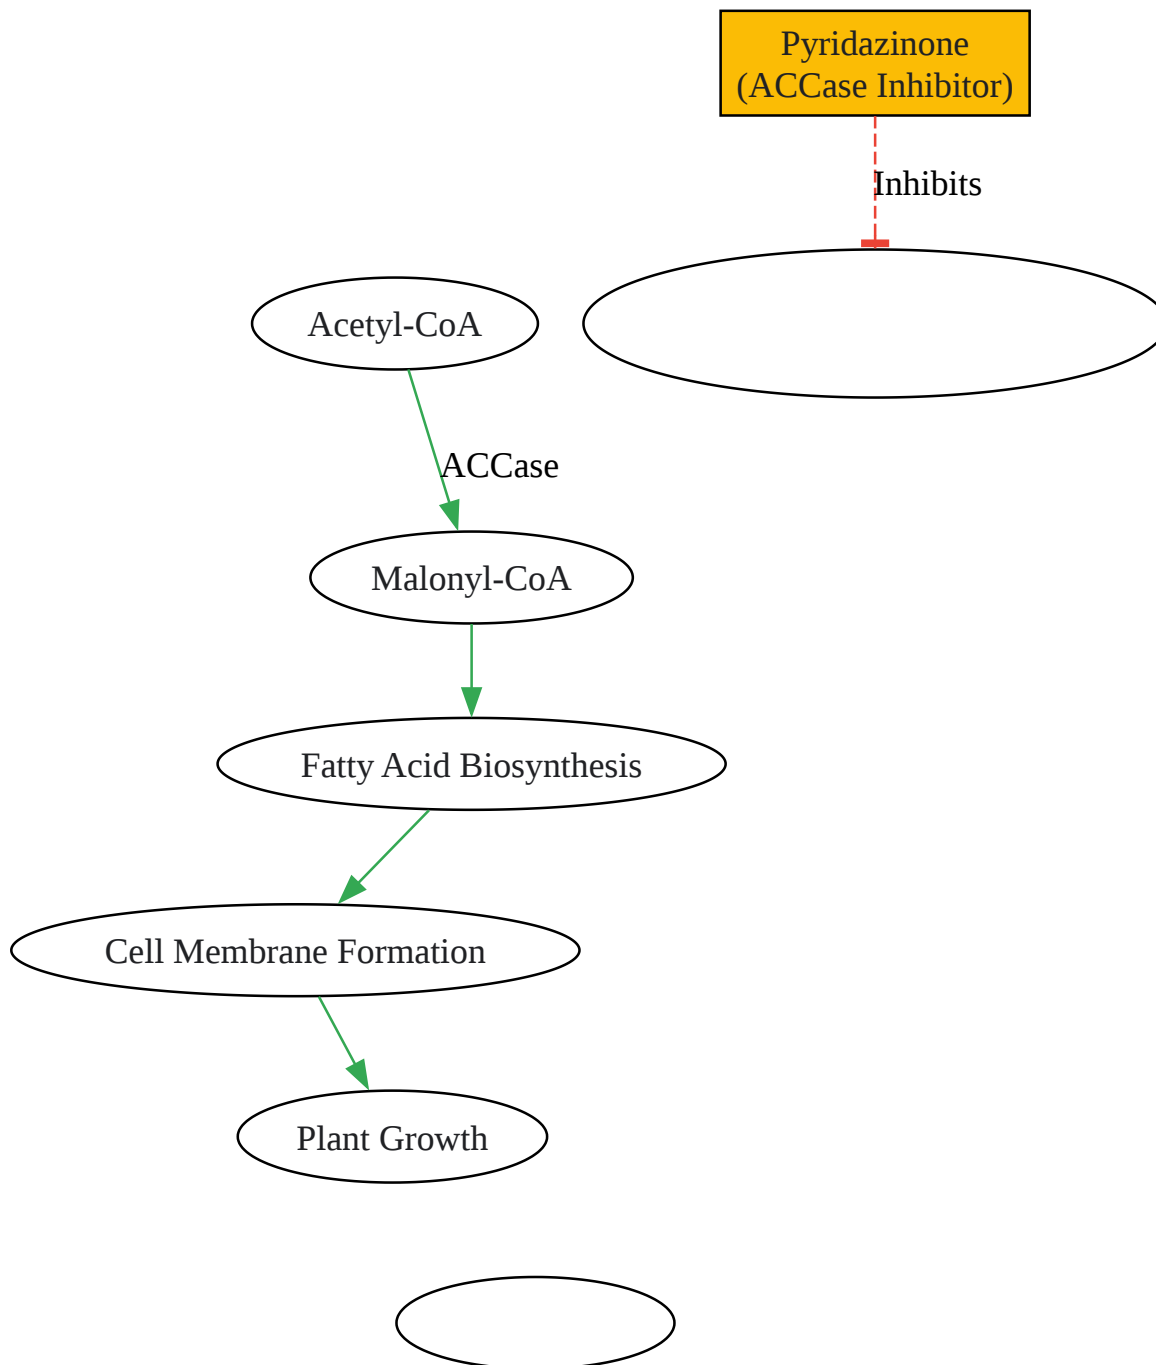 Pyridazinone
(ACCase Inhibitor)
Inhibits
Acetyl-CoA
ACCase
Malonyl-CoA
Fatty Acid Biosynthesis
Cell Membrane Formation
Plant Growth